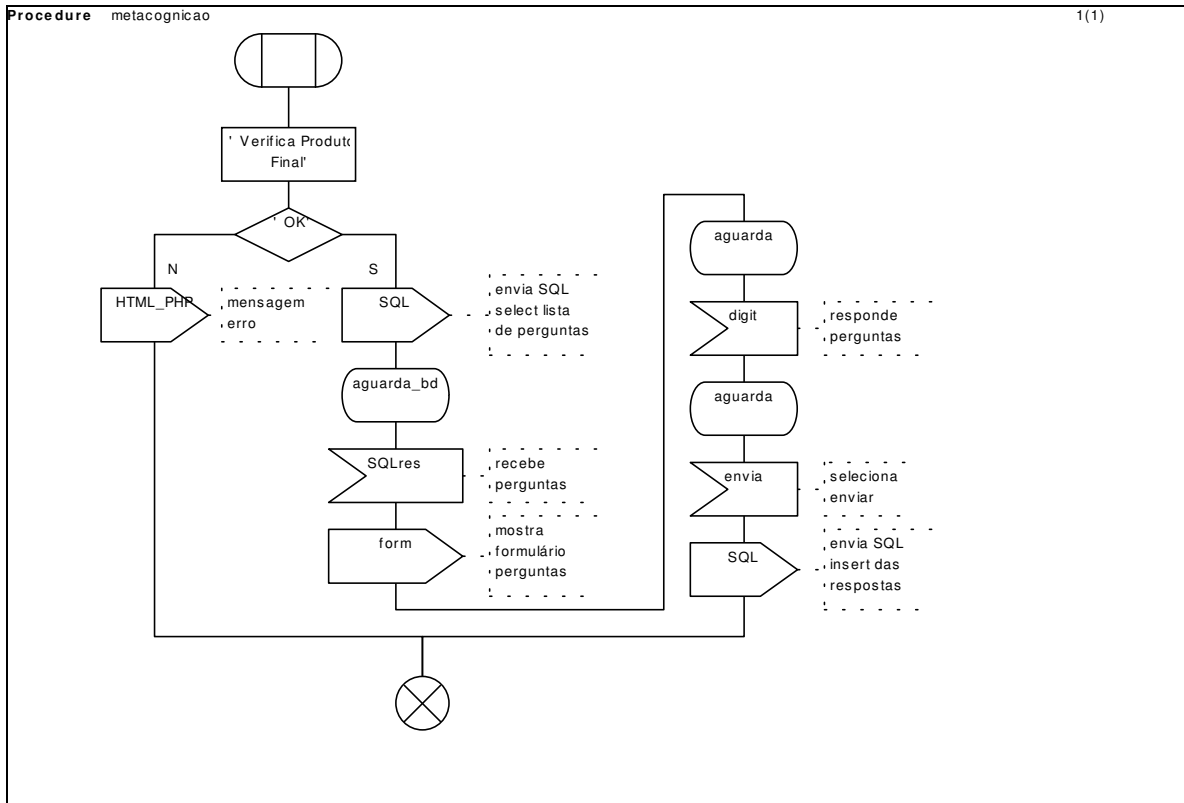 Procedure metacognicao
1(1)
' Verifica Produto
Final'
' OK'
N
S
HTML_PHP
mensagem
erro
SQL
envia SQL
select lista
de perguntas
aguarda_bd
SQLres
recebe
perguntas
form
mostra
formulário
perguntas
aguarda
digit
responde
perguntas
aguarda
envia
seleciona
enviar
SQL
envia SQL
insert das
respostas